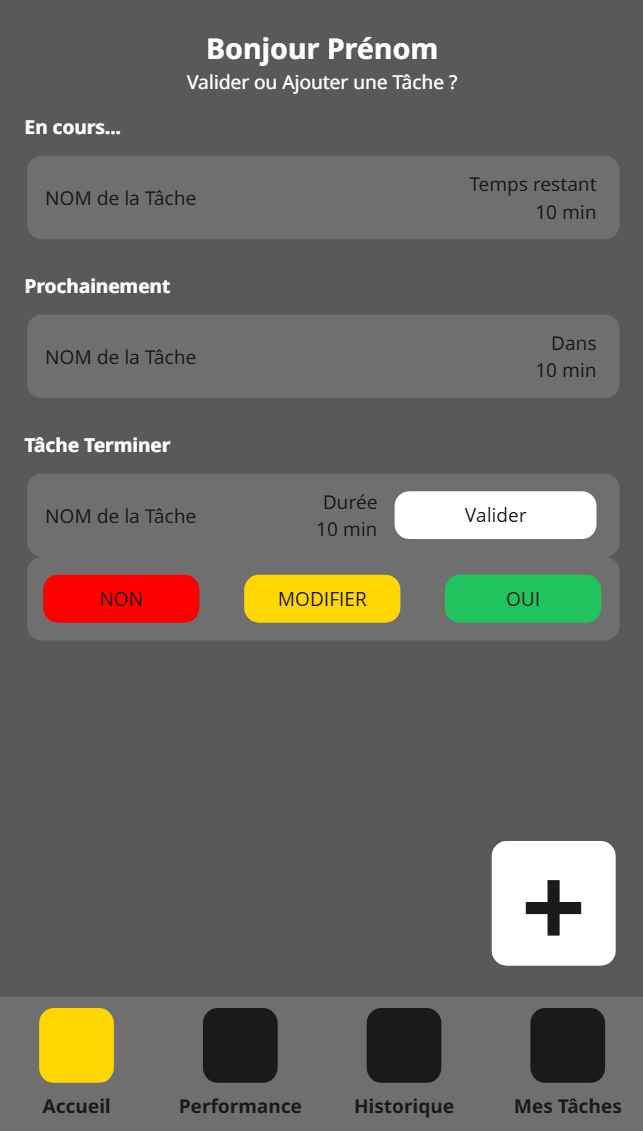 Bonjour Prénom
Valider ou Ajouter une Tâche ?
En cours...
NOM de la Tâche
Temps restant
10 min
Prochainement
NOM de la Tâche
Dans
10 min
Tâche Terminer
NOM de la Tâche
Durée
10 min
Valider
NON
MODIFIER
OUI
+
Accueil
Performance
Historique
Mes Tâches